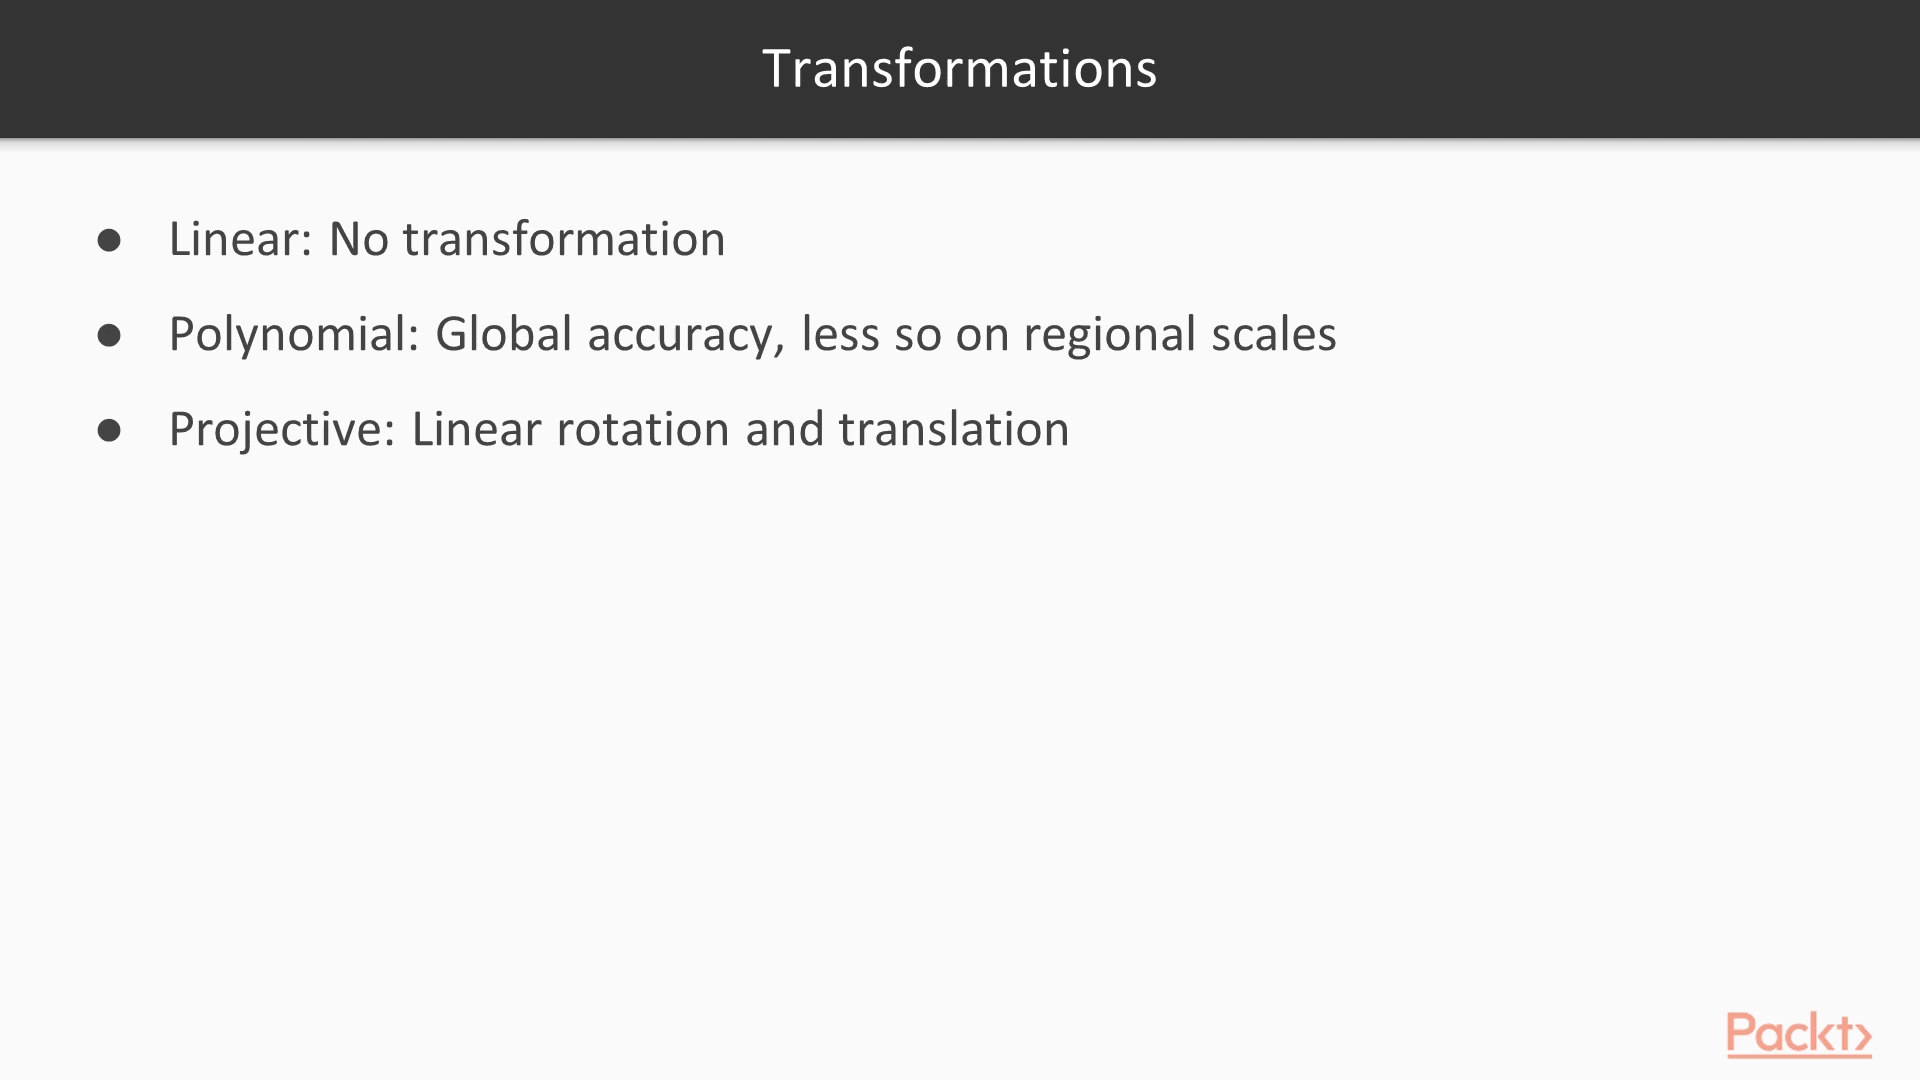 Transformations
● Linear: No transformation
● Polynomial: Global accuracy, less so on regional scales
● Projective: Linear rotation and translation
Packt>